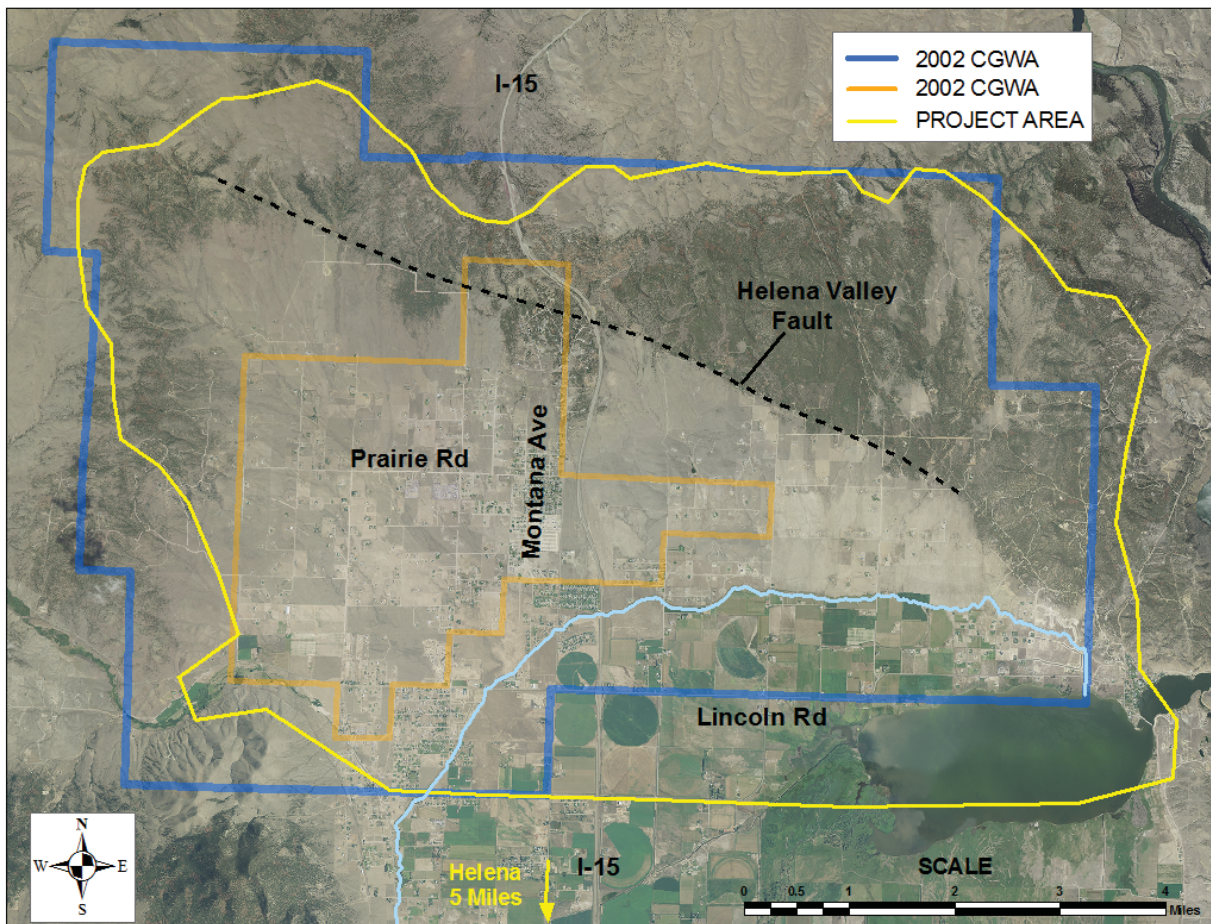 I-15
2002 CGWA
2002 CGWA
PROJECT AREA
Helena Valley
Fault
Prairie Rd
Montana Ave
Lincoln Rd
N
W E
S
Helena
5 Miles
I-15
SCALE
0 0.5 1 2 3 4
Miles